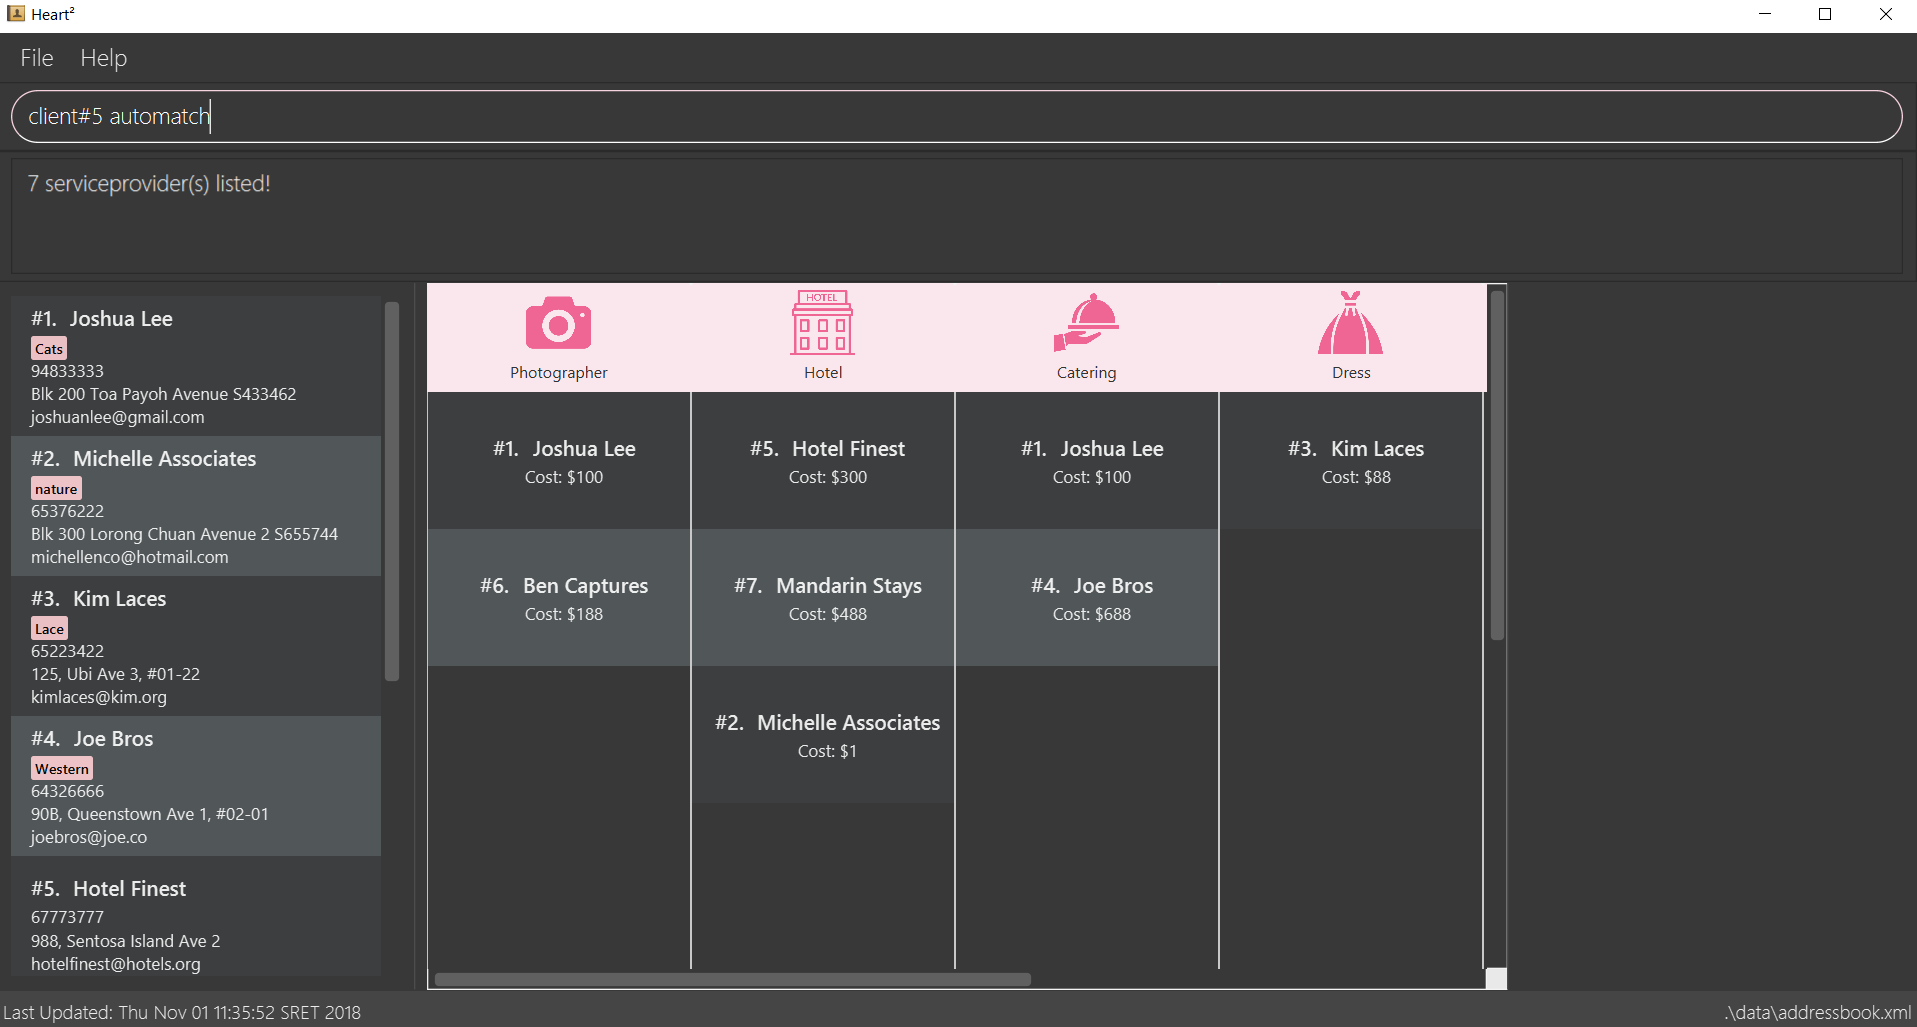 Heart²
File Help
client#5 automatch
7 serviceprovider(s) listed!
#1. Joshua Lee
Cats
94833333
Blk 200 Toa Payoh Avenue S433462
joshuanlee@gmail.com
#2. Michelle Associates
nature
65376222
Blk 300 Lorong Chuan Avenue 2 S655744
michellenco@hotmail.com
#3. Kim Laces
Lace
65223422
125, Ubi Ave 3, #01-22
kimlaces@kim.org
#4. Joe Bros
Western
64326666
90B, Queenstown Ave 1, #02-01
joebros@joe.co
#5. Hotel Finest
67773777
988, Sentosa Island Ave 2
hotelfinest@hotels.org
HOTEL
Photographer Hotel Catering Dress
#1. Joshua Lee #5. Hotel Finest #1. Joshua Lee #3. Kim Laces
Cost: $100 Cost: $300 Cost: $100 Cost: $88
#6. Ben Captures #7. Mandarin Stays #4. Joe Bros
Cost: $188 Cost: $488 Cost: $688
#2. Michelle Associates
Cost: $1
Last Updated: Thu Nov 01 11:35:52 SRET 2018 .\data\addressbook.xml